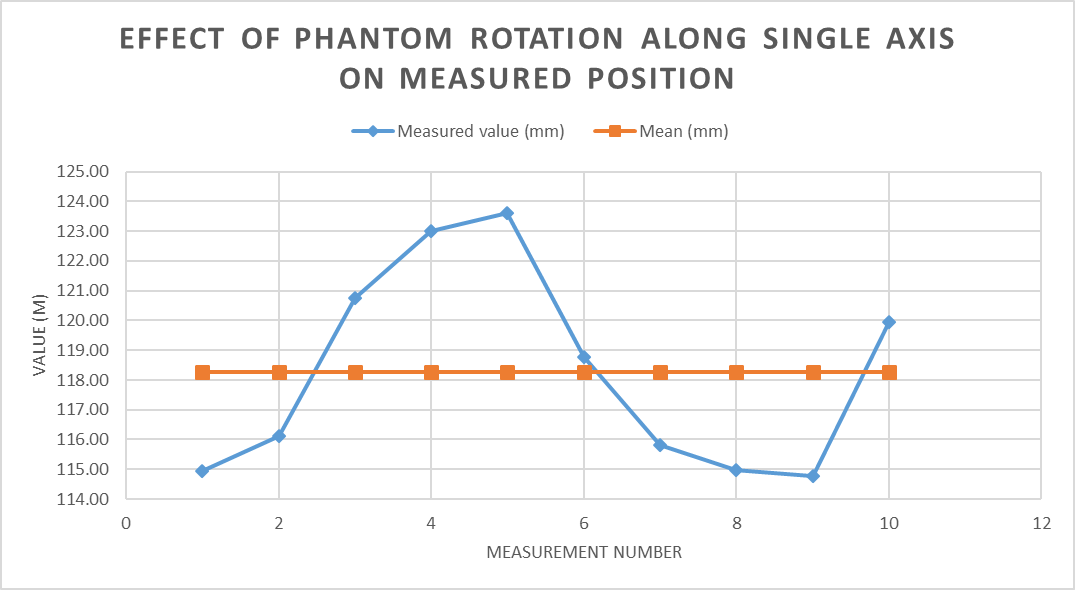 EFFECT OF PHANTOM ROTATION ALONG SINGLE AXIS
ON MEASURED POSITION
Measured value (mm) Mean (mm)
125.00
124.00
123.00
122.00
121.00
120.00
119.00
118.00
117.00
116.00
115.00
114.00
VALUE (M)
0 2 4 6 8 10 12
MEASUREMENT NUMBER